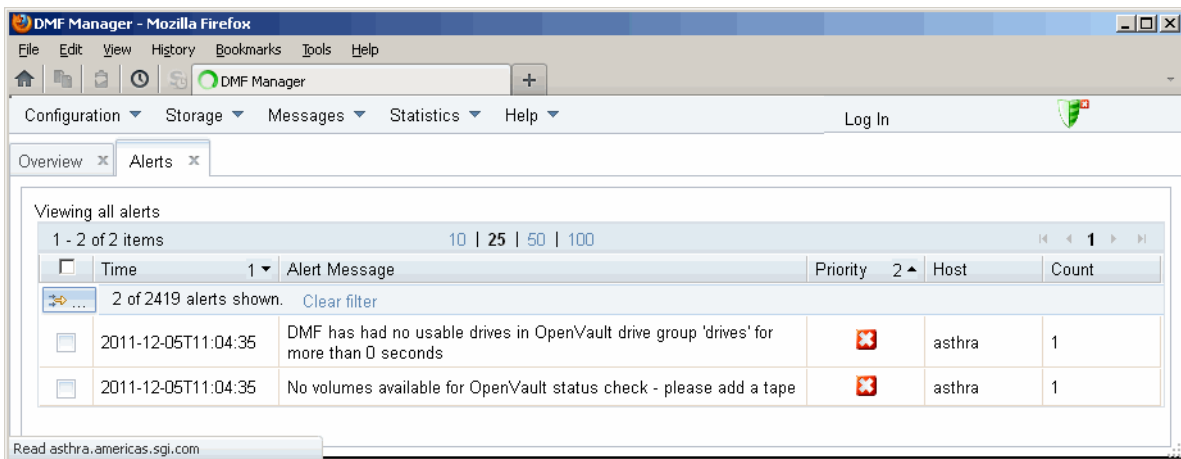 DMF Manager - Mozilla Firefox
File Edit View History Bookmarks Tools Help
DMF Manager
Configuration Storage Messages Statistics Help Log In
Overview x Alerts x
Viewing all alerts
1 - 2 of 2 items 10 | 25 | 50 | 100 1
Time 1 Alert Message Priority 2 Host Count
... 2 of 2419 alerts shown. Clear filter
2011-12-05T11:04:35 DMF has had no usable drives in OpenVault drive group 'drives' for more than 0 seconds asthra 1
2011-12-05T11:04:35 No volumes available for OpenVault status check - please add a tape asthra 1
Read asthra.americas.sgi.com